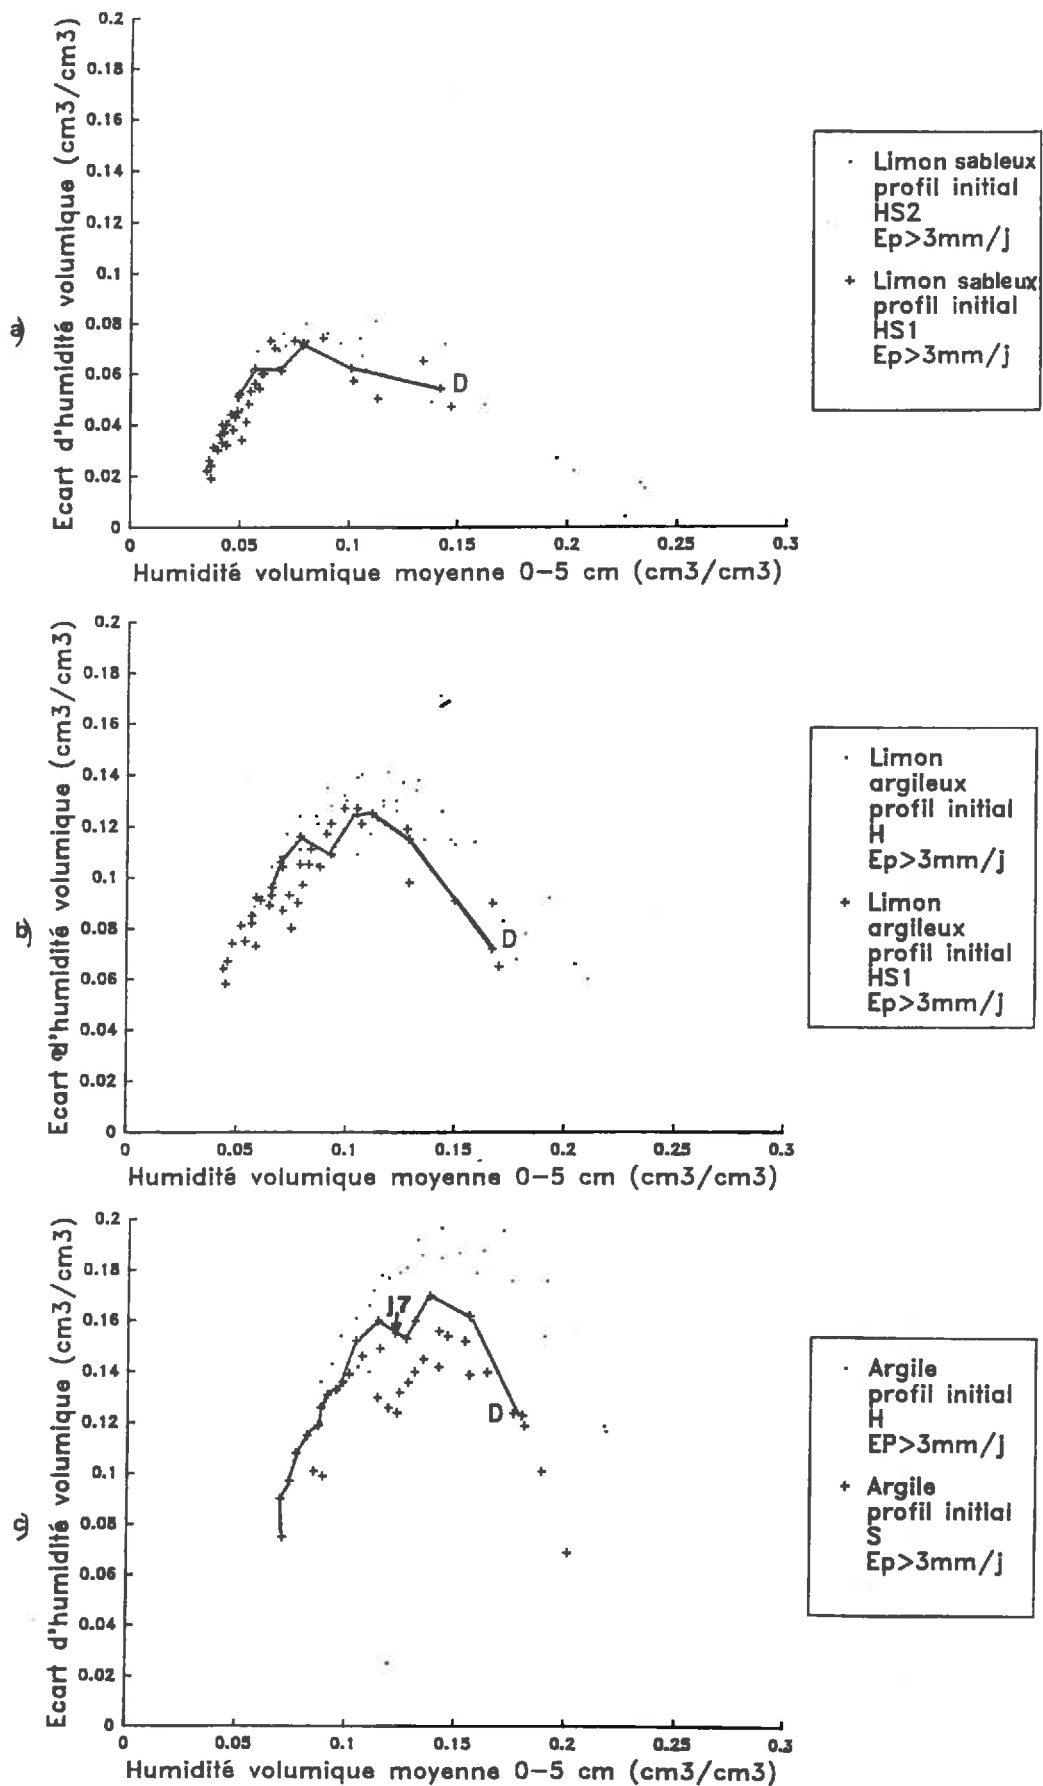 a)
Ecart d'humidité volumique (cm3/cm3)
0.2
0.18
0.16
0.14
0.12
0.1
0.08
0.06
0.04
0.02
0
D
0
0.05
0.1
0.15
0.2
0.25
0.3
Humidité volumique moyenne 0-5 cm (cm3/cm3)
Limon sableux
profil initial
HS2
Ep>3mm/j
+ Limon sableux
profil initial
HS1
Ep>3mm/j
b)
Ecart d'humidité volumique (cm3/cm3)
0.2
0.18
0.16
0.14
0.12
0.1
0.08
0.06
0.04
0.02
0
D
0
0.05
0.1
0.15
0.2
0.25
0.3
Humidité volumique moyenne 0-5 cm (cm3/cm3)
Limon
argileux
profil initial
H
Ep>3mm/j
+ Limon
argileux
profil initial
HS1
Ep>3mm/j
c)
Ecart d'humidité volumique (cm3/cm3)
0.2
0.18
0.16
0.14
0.12
0.1
0.08
0.06
0.04
0.02
0
J7
D
0
0.05
0.1
0.15
0.2
0.25
0.3
Humidité volumique moyenne 0-5 cm (cm3/cm3)
Argile
profil initial
H
EP>3mm/j
+ Argile
profil initial
S
Ep>3mm/j